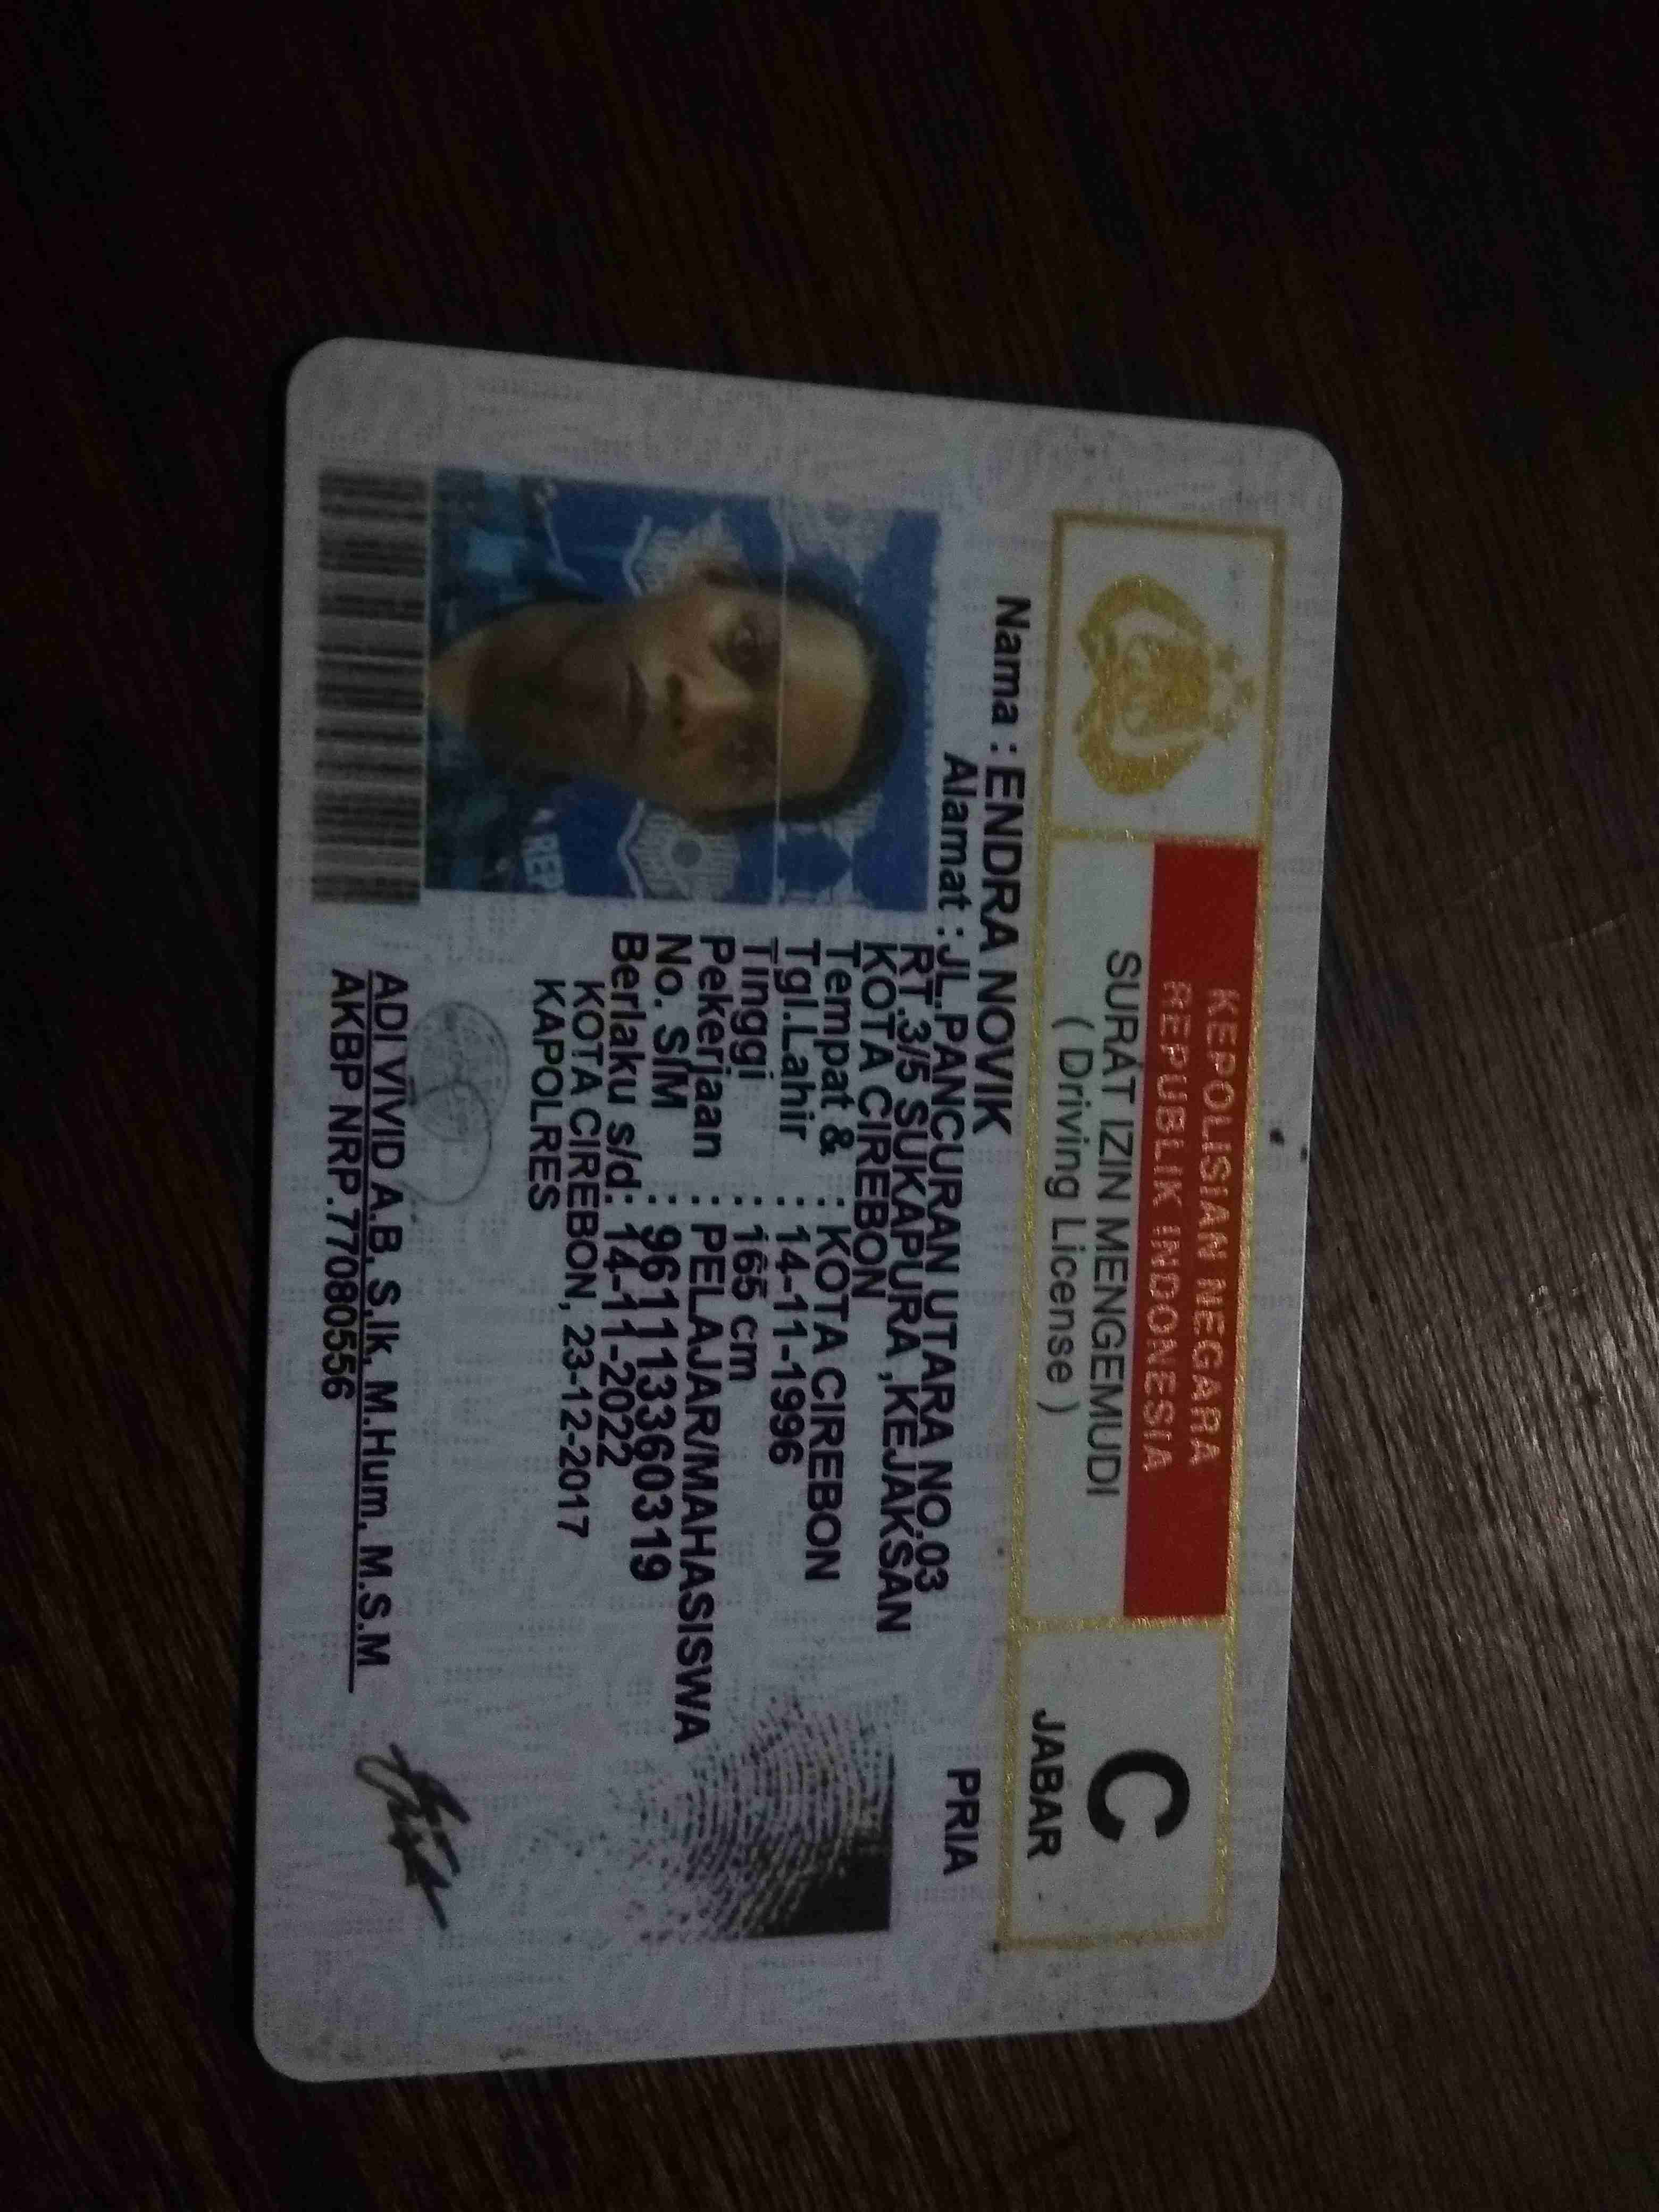 KEPOLISIAN NEGARA
REPUBLIK INDONESIA
SURAT IZIN MENGEMUDI
( Driving License )
C
JABAR
Nama : ENDRA NOVIK
PRIA
Alamat : JL.PANCURAN UTARA NO.03
RT.3/5 SUKAPURA ,KEJAKSAN
KOTA CIREBON
Tempat & : KOTA CIREBON
Tgl.Lahir : 14-11-1996
Tinggi : 165 cm
Pekerjaan : PELAJAR/MAHASISWA
No. SIM : 961113360319
Berlaku s/d: 14-11-2022
KOTA CIREBON, 23-12-2017
KAPOLRES
ADI VIVID A.B, S.Ik, M.Hum, M.S.M
AKBP NRP.77080556
REP